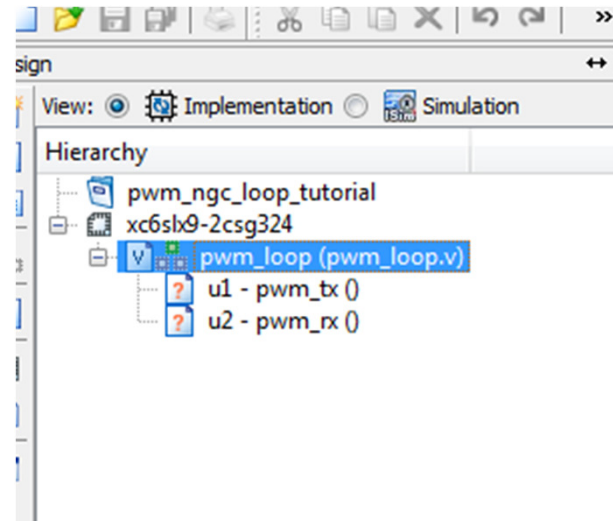 sign
View: Implementation Simulation
Hierarchy
pwm_ngc_loop_tutorial
xc6slx9-2csg324
V pwm_loop (pwm_loop.v)
? u1 - pwm_tx ()
? u2 - pwm_rx ()